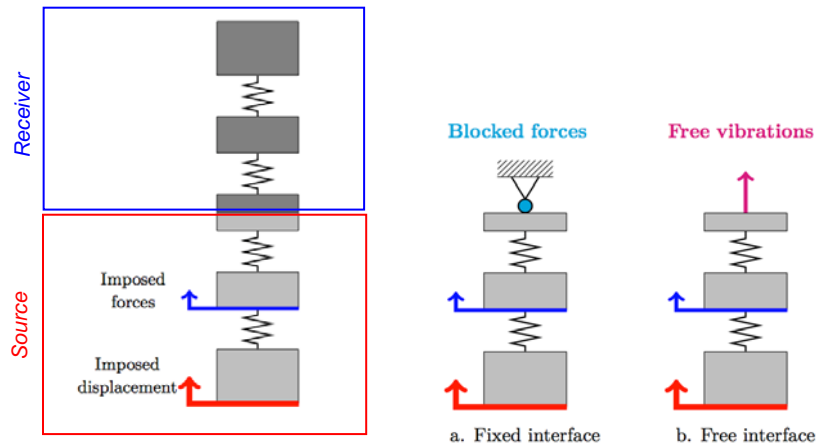 Receiver
Source
Imposed
forces
Imposed
displacement
Blocked forces
Free vibrations
a. Fixed interface
b. Free interface